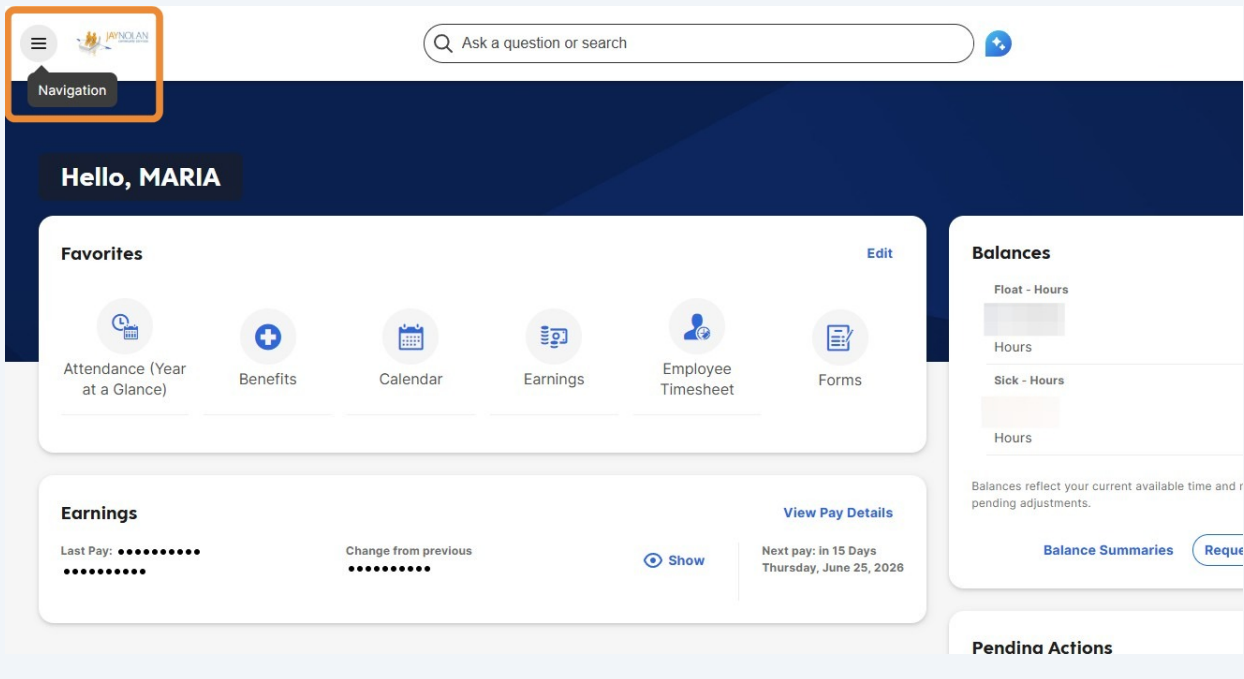 JAYNOLAN
Ask a question or search
Navigation
Hello, MARIA
Favorites
Edit
Attendance (Year
at a Glance)
Benefits
Calendar
Earnings
Employee
Timesheet
Forms
Earnings
View Pay Details
Last Pay: ●●●●●●●●●●
●●●●●●●●●●
Change from previous
●●●●●●●●●●
Show
Next pay: in 15 Days
Thursday, June 25, 2026
Balances
Float - Hours
Hours
Sick - Hours
Hours
Balances reflect your current available time and
pending adjustments.
Balance Summaries
Reque
Pending Actions